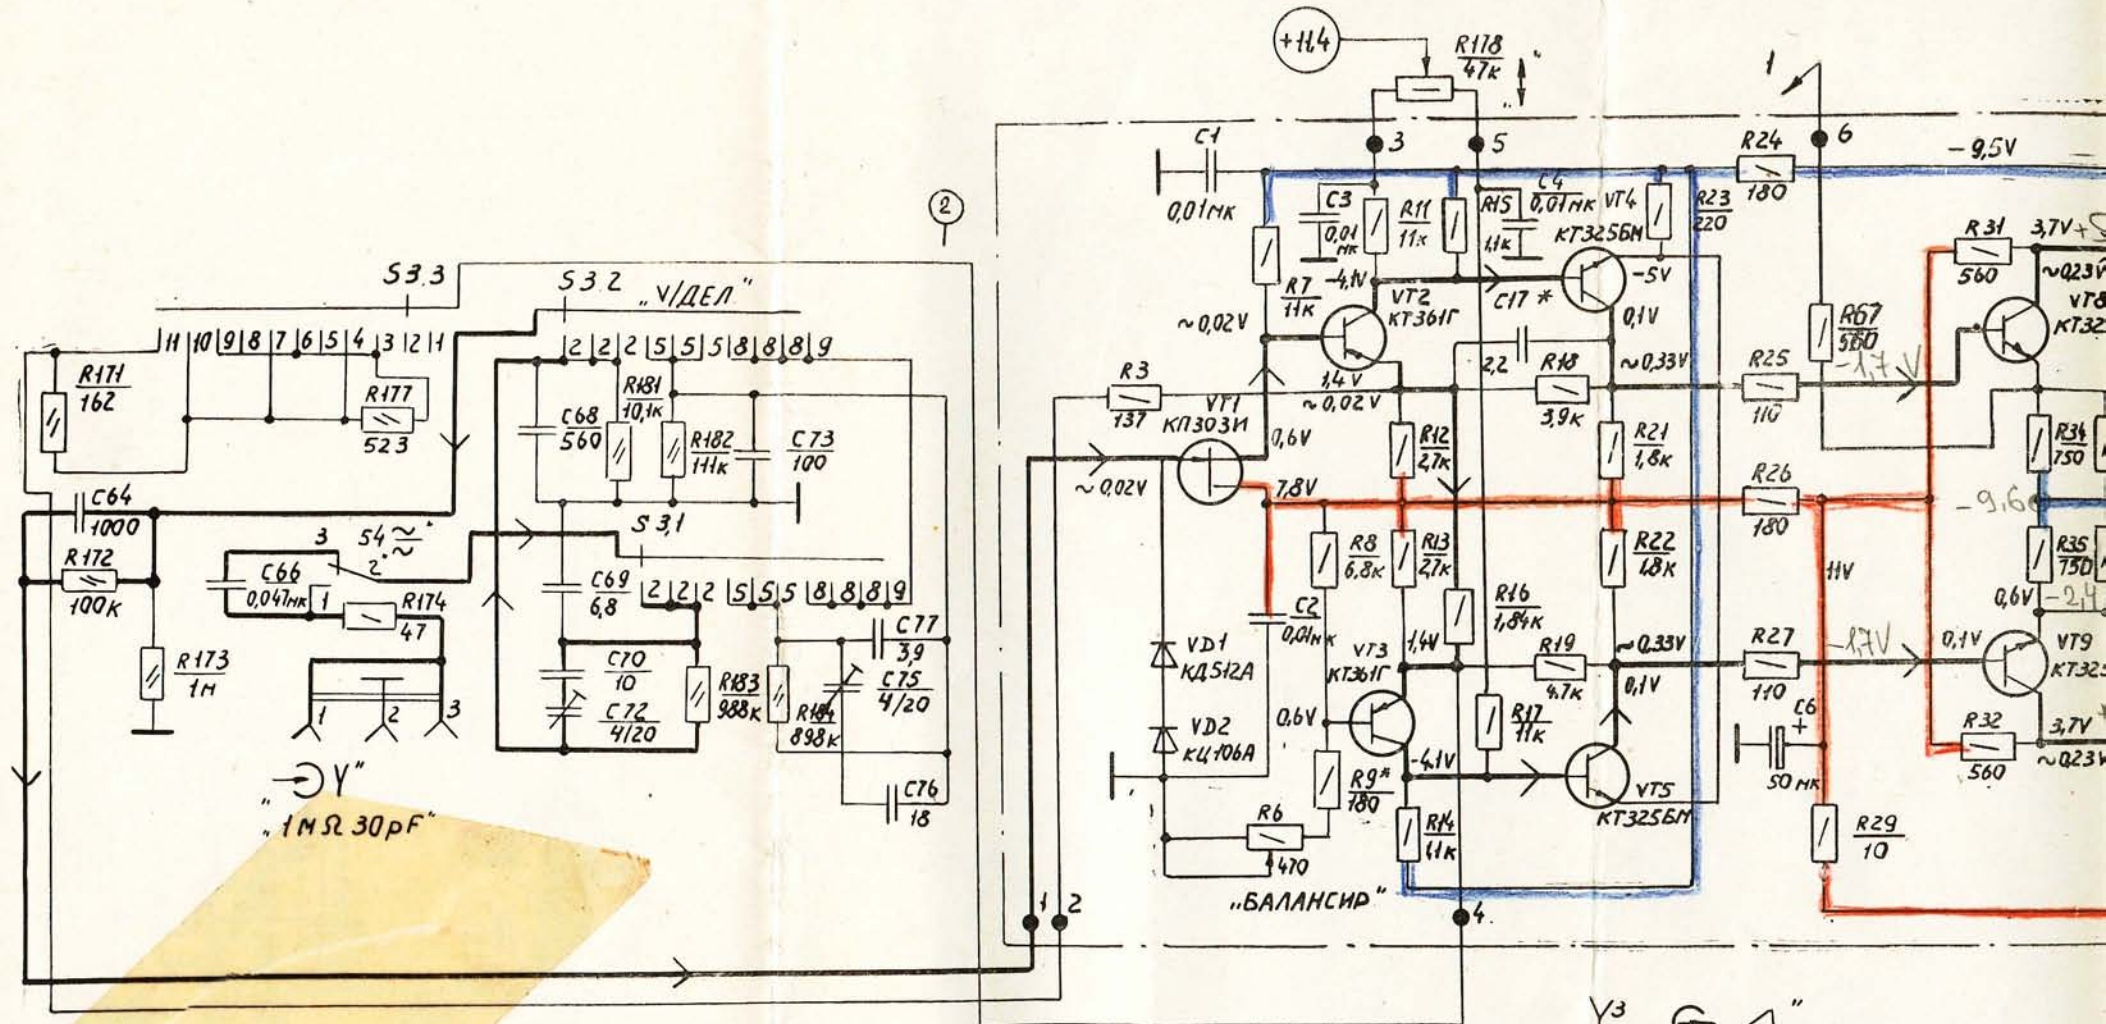 +11,4
R178
47к
1
C1
3
5
6
R24
-9,5V
180
0,01мк
C3
0,01
мк
R11
11к
R15
1,1к
C4
0,01мк
VT4
КТ325БМ
R23
220
R31
3,7V
560
~0,23V
2
S3.3
S3.2
„V/ДЕЛ"
R7
11к
-4,1V
VT2
КТ361Г
C17 *
-5V
0,1V
~0,02V
R67
560
VT8
11 10 9 8 7 6 5 4 3 2 1
2 2 2 5 5 5 8 8 8 9
R171
162
R177
523
R181
10,1к
C68
560
R182
111к
C73
100
R3
137
1,4V
~0,02V
2,2
R18
3,9к
~0,33V
R25
110
-1,7V
VT1
КП303И
0,6V
R12
2,7к
R21
1,8к
R34
750
~0,02V
7,8V
R26
180
C64
1000
S3.1
S4
3
2
1
R172
100к
C66
0,047мк
R174
47
C69
6,8
2 2 2 5 5 5 8 8 8 9
R8
6,8к
R13
2,7к
R22
1,8к
11V
R35
750
0,6V
C2
0,01мк
R16
1,84к
R173
1м
C77
3,9
VD1
КД512А
VT3
КТ361Г
1,4V
R19
4,7к
~0,33V
R27
110
-1,7V
0,1V
VT9
C70
10
R183
988к
R184
898к
C75
4/20
C72
4/20
1
2
3
VD2
КЦ106А
0,6V
R17
11к
0,1V
C6
+
50мк
R32
560
3,7V
~0,23V
-4,1V
R9*
180
VT5
КТ325БМ
„Y"
„1MΩ 30pF"
C76
18
R6
470
R14
1,1к
R29
10
„БАЛАНСИР"
1
2
4